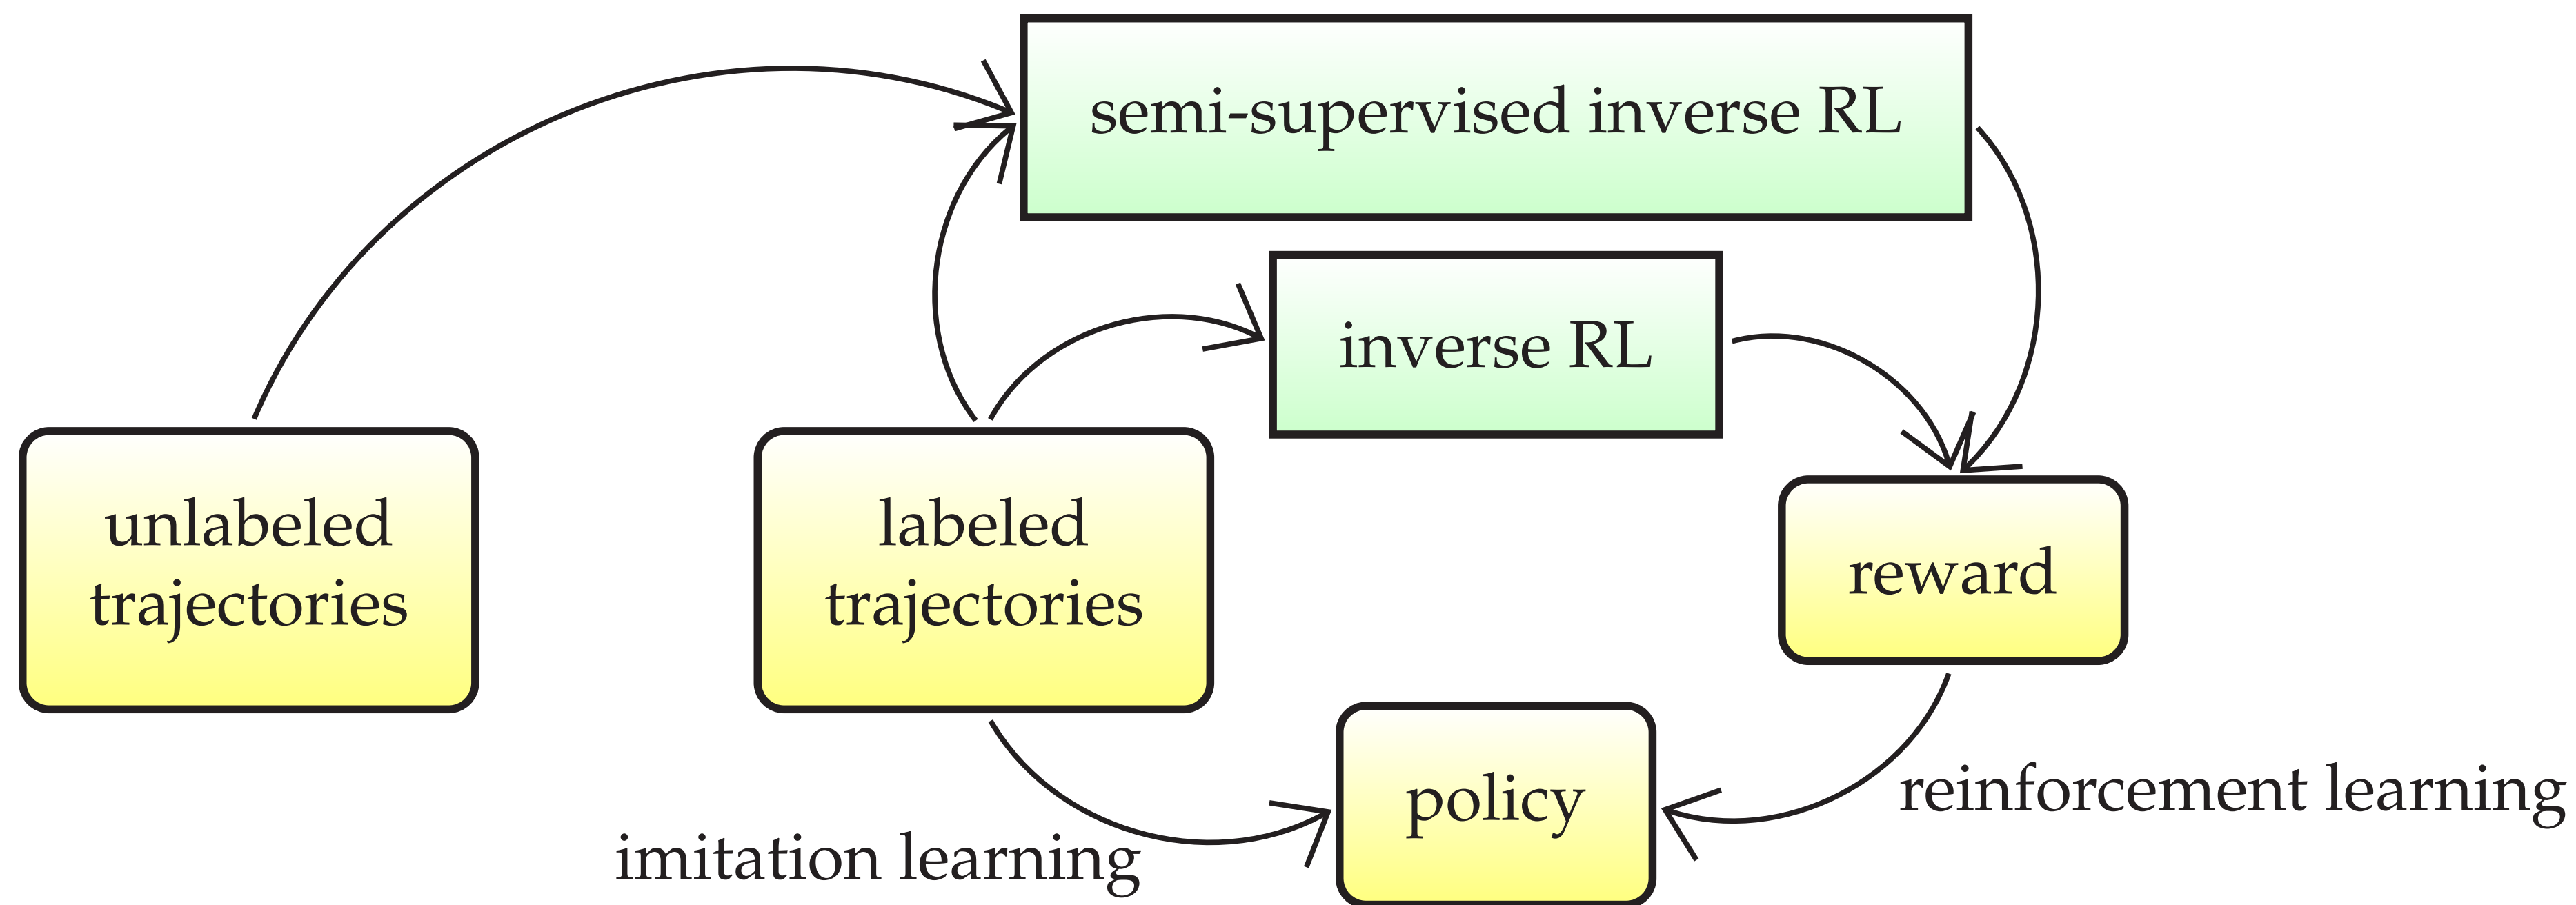 semi-supervised inverse RL
inverse RL
unlabeled
trajectories
labeled
trajectories
reward
policy
reinforcement learning
imitation learning